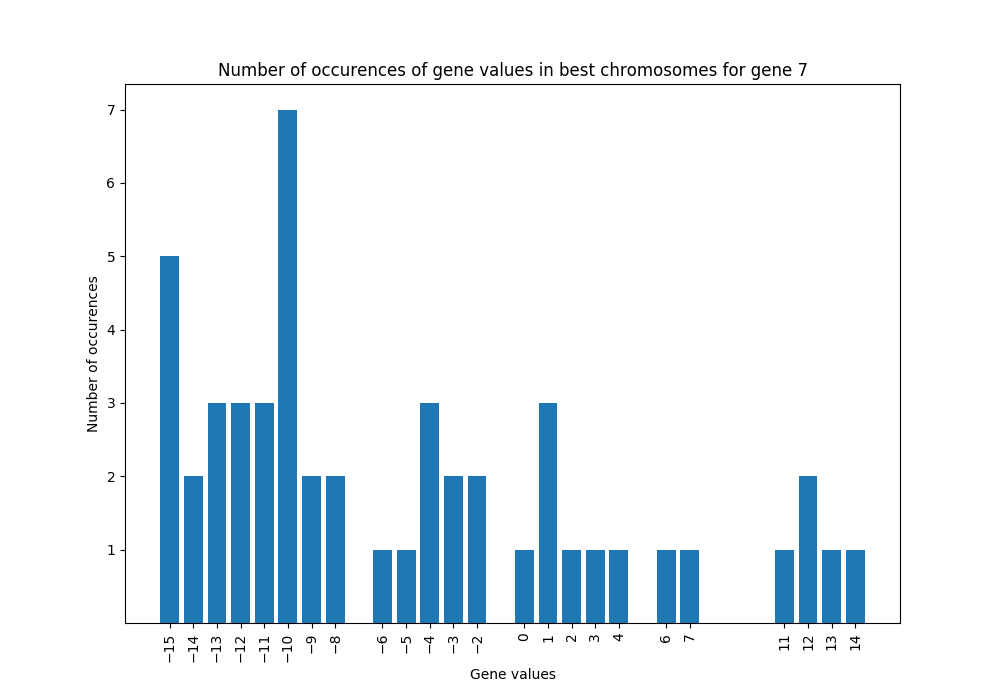 Number of occurences of gene values in best chromosomes for gene 7
7
6
5
4
3
2
1
Number of occurences
−15 −14 −13 −12 −11 −10 −9 −8 −6 −5 −4 −3 −2 0 1 2 3 4 6 7 11 12 13 14
Gene values